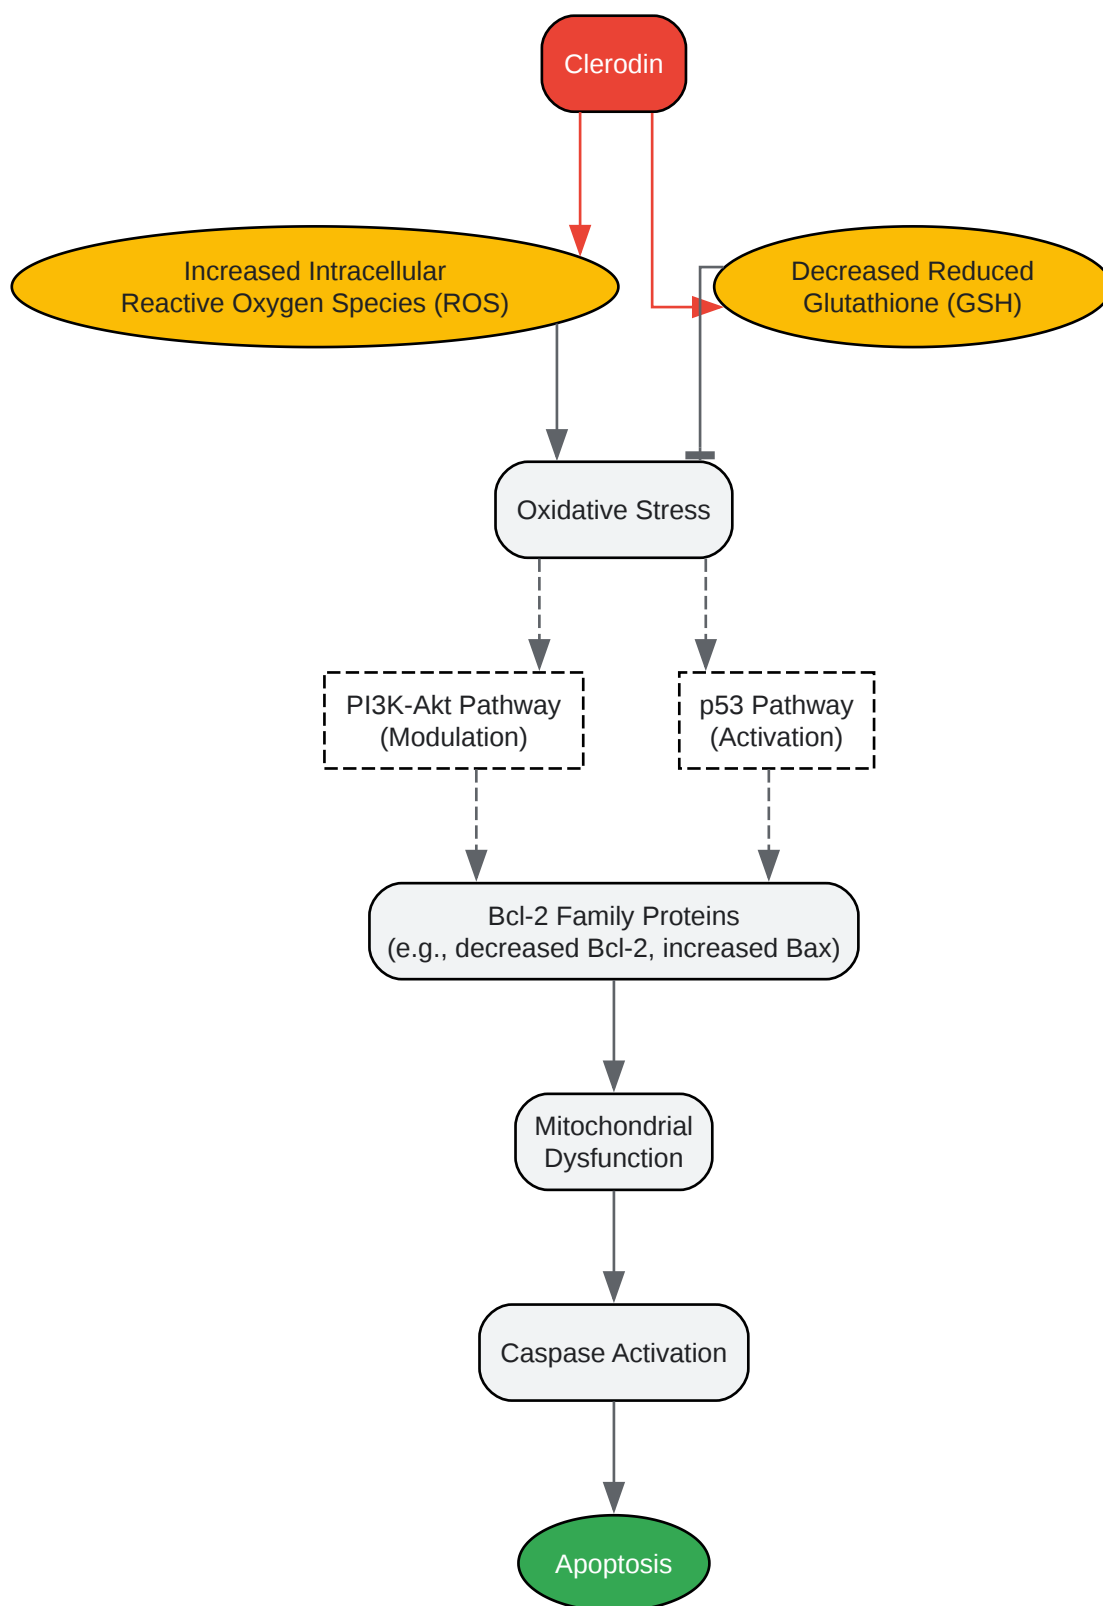 Clerodin
Increased Intracellular
Reactive Oxygen Species (ROS)
Decreased Reduced
Glutathione (GSH)
Oxidative Stress
PI3K-Akt Pathway
(Modulation)
p53 Pathway
(Activation)
Bcl-2 Family Proteins
(e.g., decreased Bcl-2, increased Bax)
Mitochondrial
Dysfunction
Caspase Activation
Apoptosis